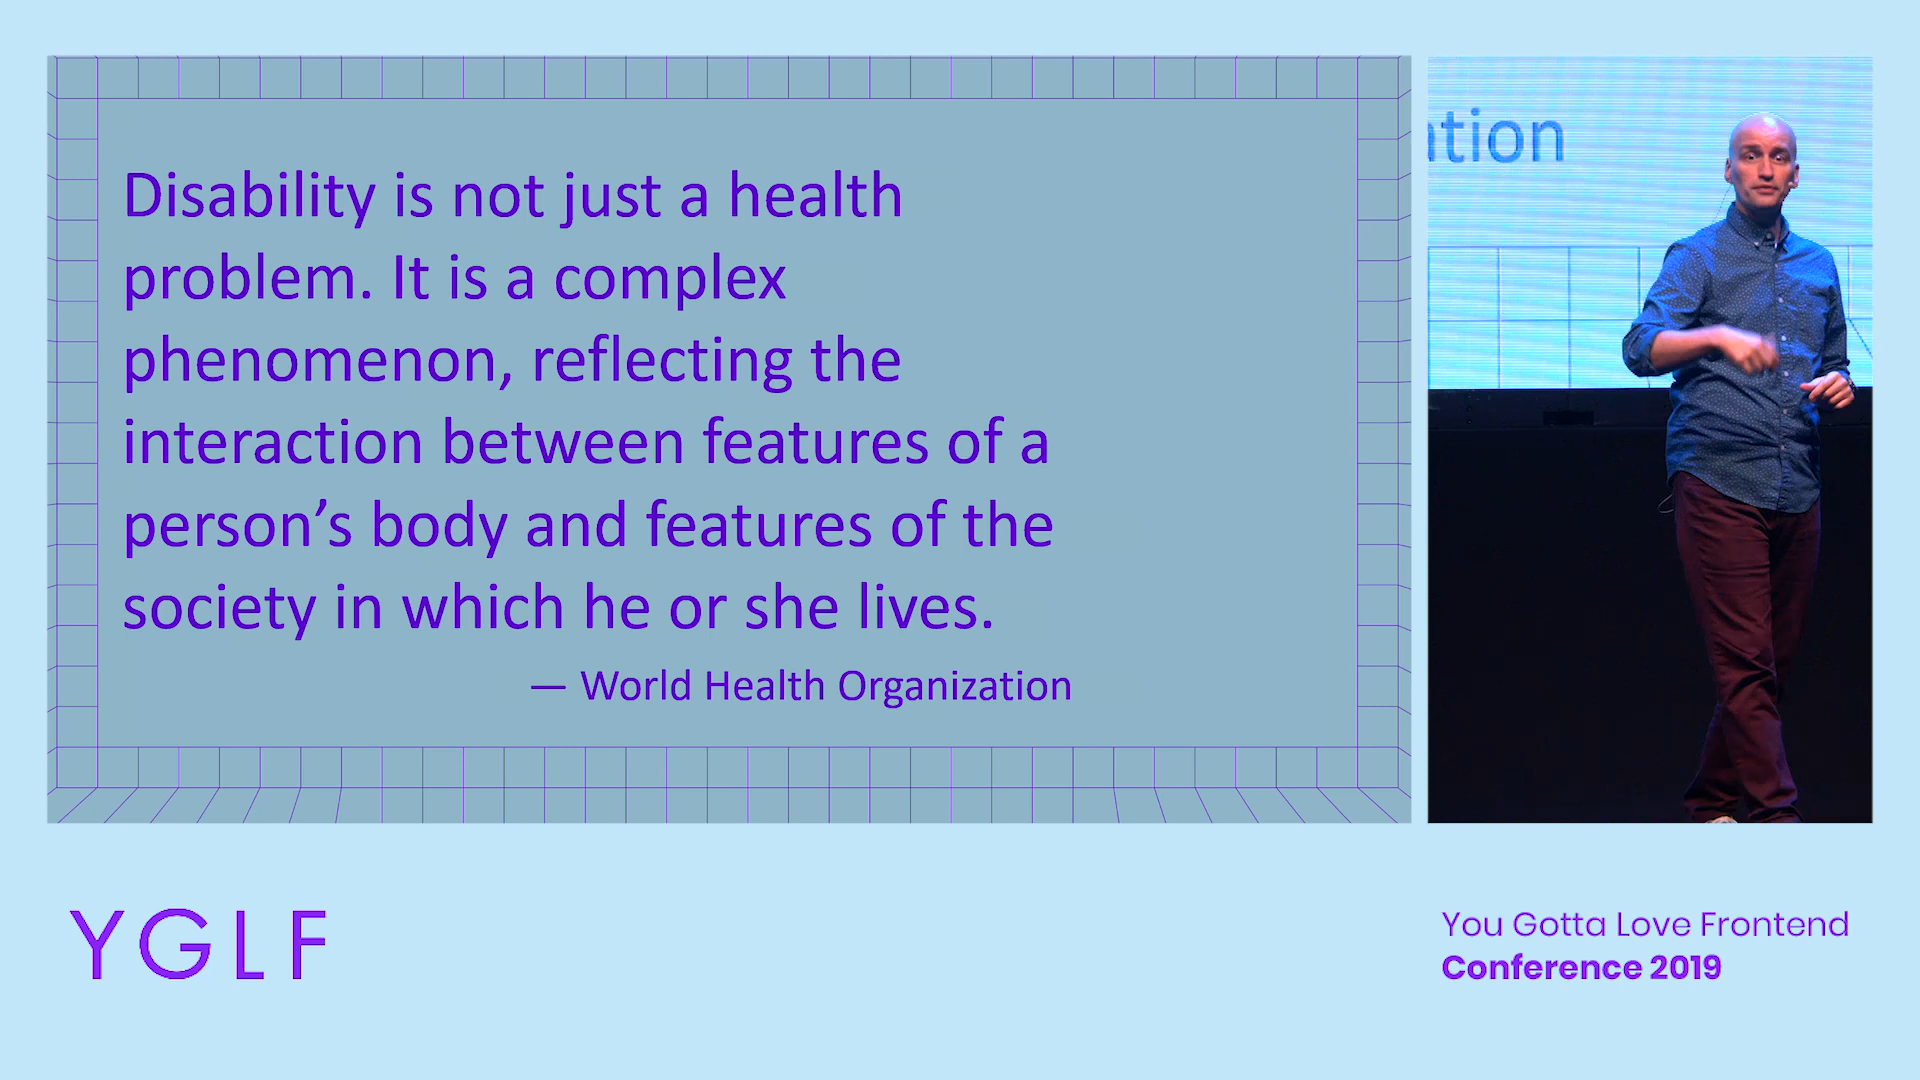 Disability is not just a health
problem. It is a complex
phenomenon, reflecting the
interaction between features of a
person’s body and features of the
society in which he or she lives.
— World Health Organization
ation
YGLF
You Gotta Love Frontend
Conference 2019